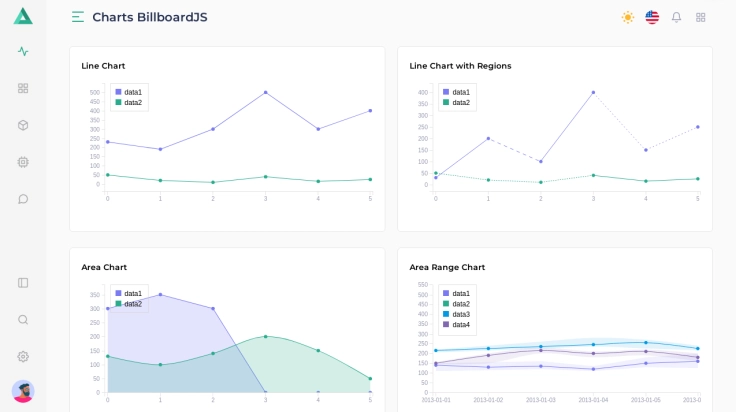 Charts BillboardJS
Line Chart
data1
data2
500
450
400
350
300
250
200
150
100
50
0
0 1 2 3 4 5
Line Chart with Regions
data1
data2
400
350
300
250
200
150
100
50
0
0 1 2 3 4 5
Area Chart
data1
data2
350
300
250
200
150
100
50
0
0 1 2 3 4 5
Area Range Chart
data1
data2
data3
data4
550
500
450
400
350
300
250
200
150
100
50
0
2013-01-01 2013-01-02 2013-01-03 2013-01-04 2013-01-05 2013-0